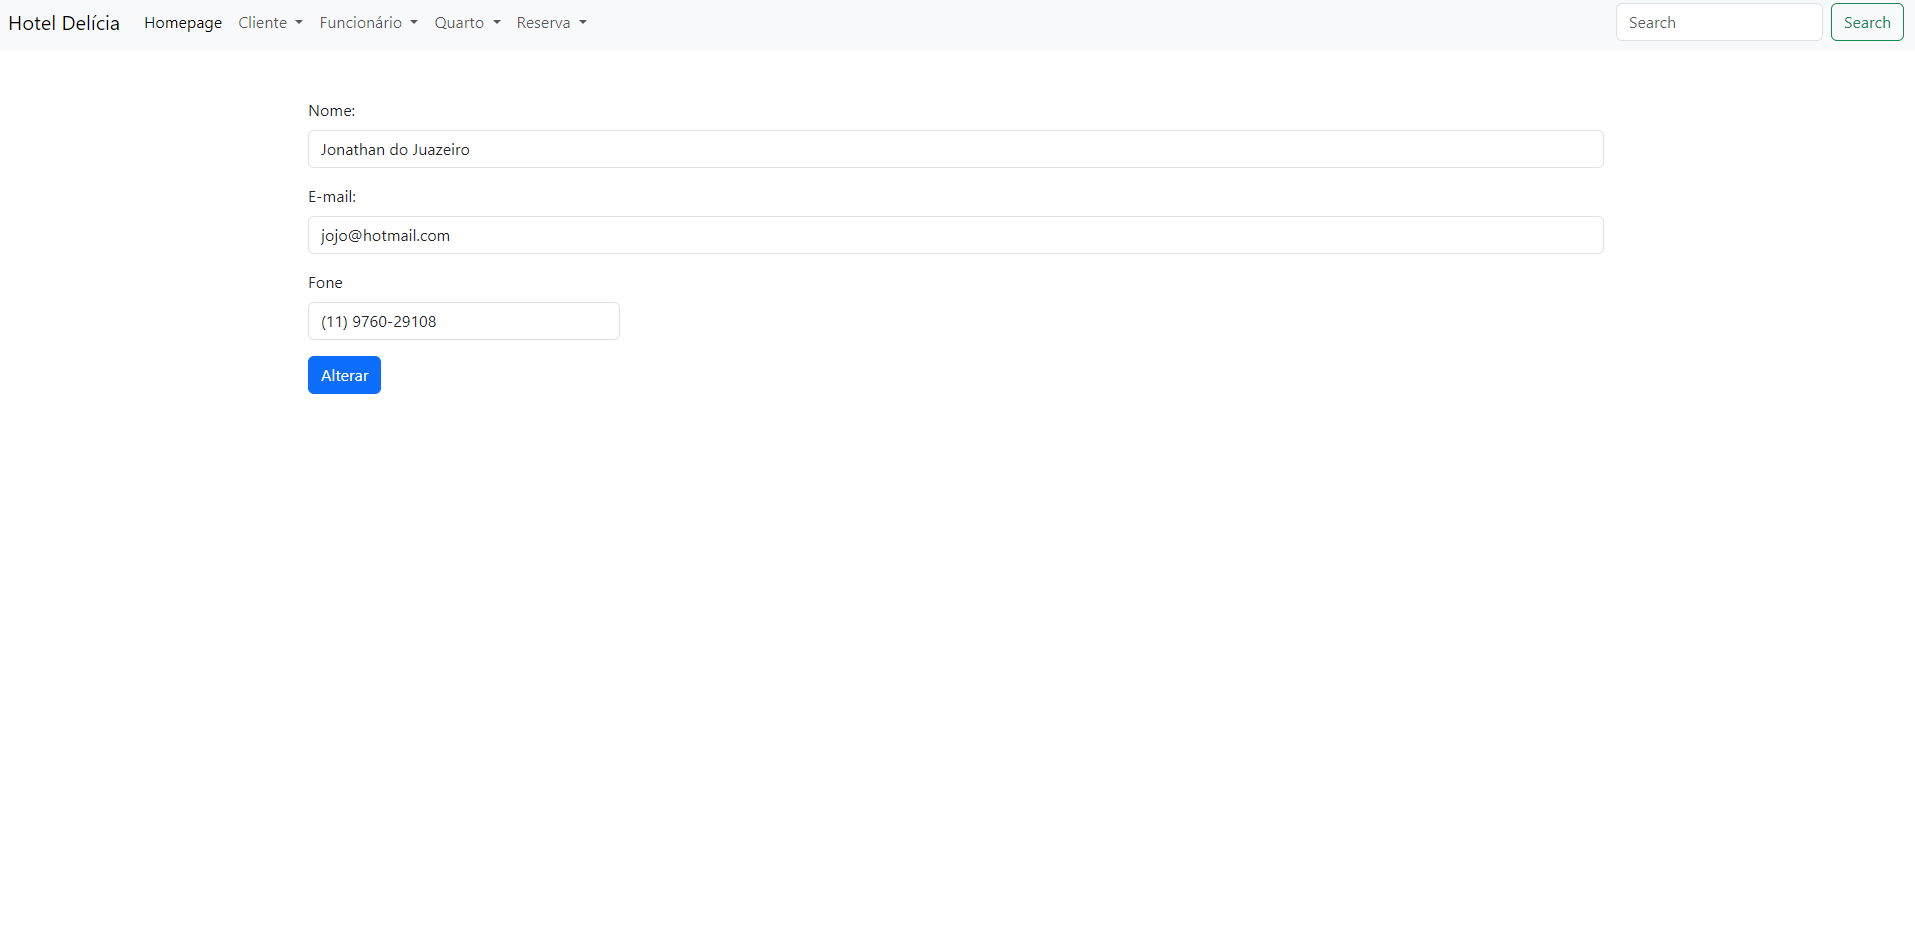 Hotel Delícia Homepage Cliente Funcionário Quarto Reserva Search Search
Nome:
Jonathan do Juazeiro
E-mail:
jojo@hotmail.com
Fone
(11) 9760-29108
Alterar